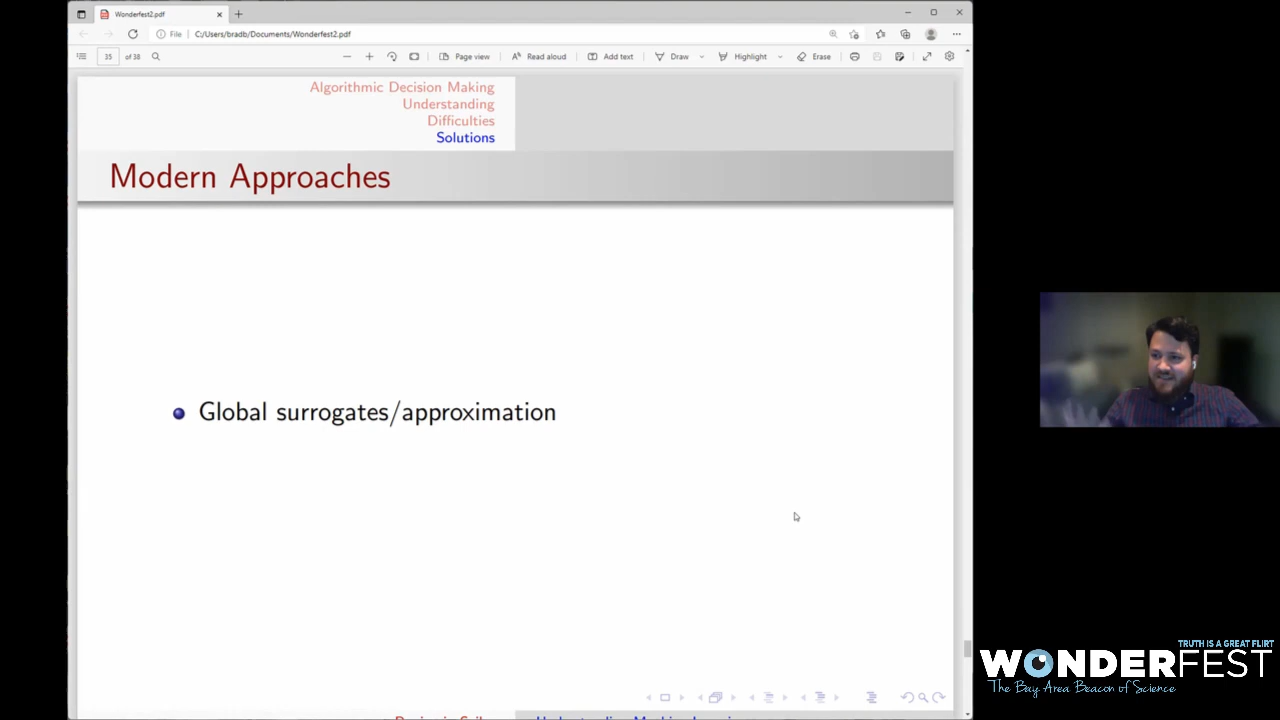 Wonderfest2.pdf
File
C:/Users/bradb/Documents/Wonderfest2.pdf
35 of 38
Page view
Read aloud
Add text
Draw
Highlight
Erase
Algorithmic Decision Making
Understanding
Difficulties
Solutions
Modern Approaches
Global surrogates/approximation
TRUTH IS A GREAT FLIRT
WONDERFEST
The Bay Area Beacon of Science